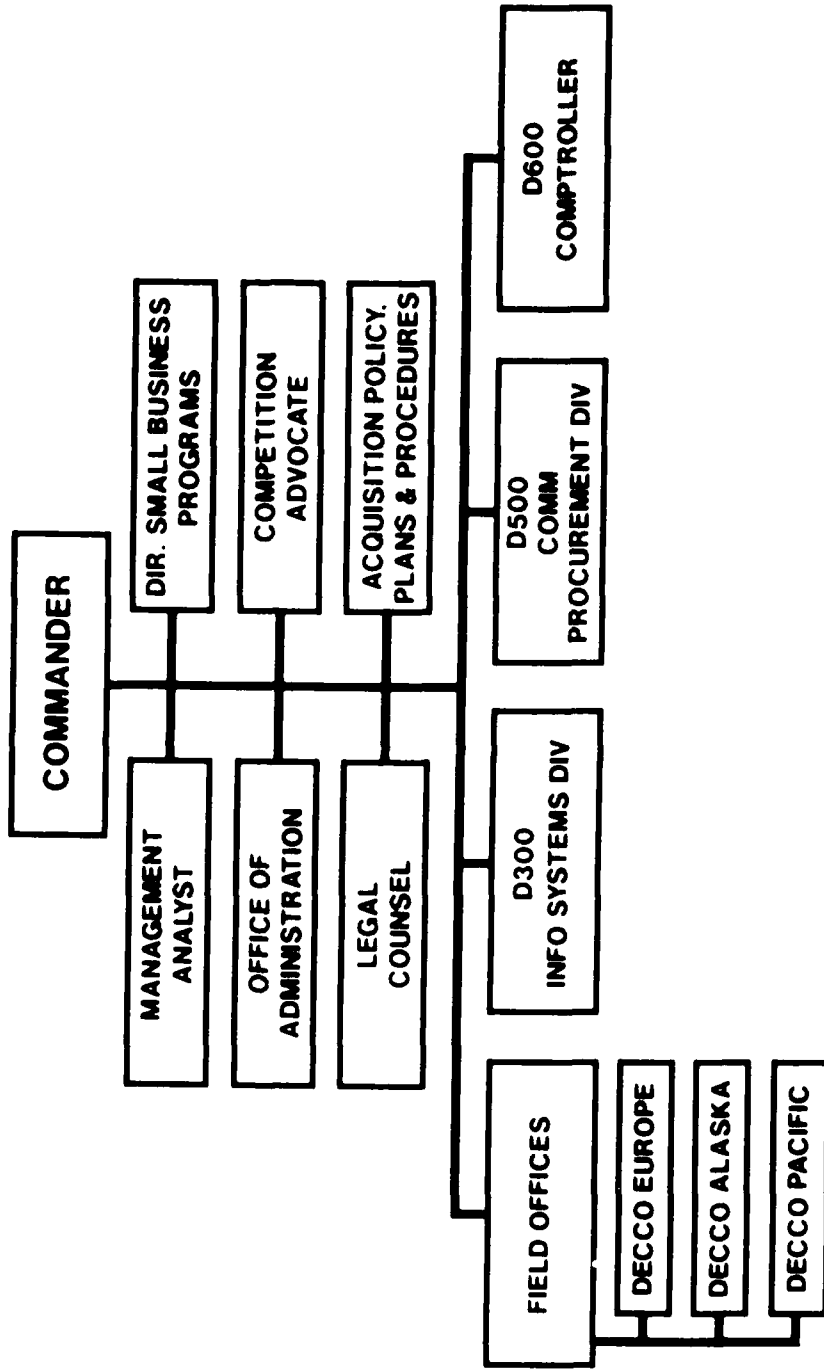 COMMANDER
MANAGEMENT
ANALYST
DIR. SMALL BUSINESS
PROGRAMS
OFFICE OF
ADMINISTRATION
COMPETITION
ADVOCATE
LEGAL
COUNSEL
ACQUISITION POLICY.
PLANS & PROCEDURES
FIELD OFFICES
D300
INFO SYSTEMS DIV
D500
COMM
PROCUREMENT DIV
D600
COMPTROLLER
DECCO EUROPE
DECCO ALASKA
DECCO PACIFIC